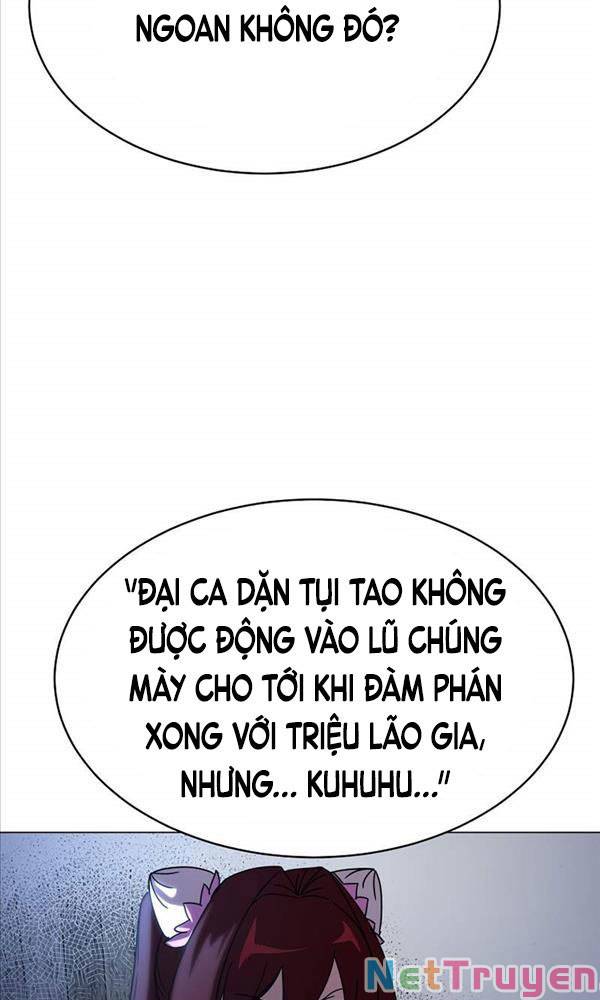 NGOAN KHÔNG ĐÓ?
"ĐẠI CA DẶN TỤI TAO KHÔNG
ĐƯỢC ĐỘNG VÀO LŨ CHÚNG
MÀY CHO TỚI KHI ĐÀM PHÁN
XONG VỚI TRIỆU LÃO GIA,
NHƯNG... KUHUHU..."
NETTRUYEN